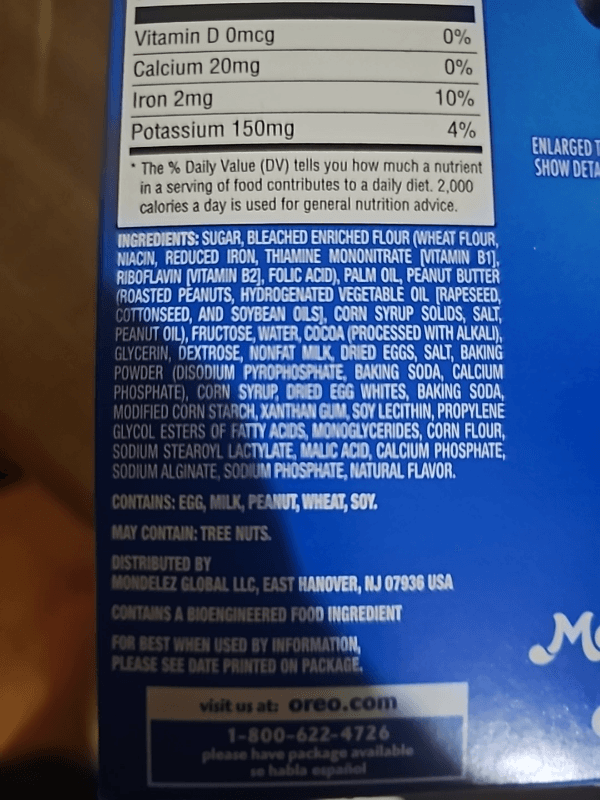 Vitamin D 0mcg 0%
Calcium 20mg 0%
Iron 2mg 10%
Potassium 150mg 4%
* The % Daily Value (DV) tells you how much a nutrient
in a serving of food contributes to a daily diet. 2,000
calories a day is used for general nutrition advice.
ENLARGED T
SHOW DETA
INGREDIENTS: SUGAR, BLEACHED ENRICHED FLOUR (WHEAT FLOUR,
NIACIN, REDUCED IRON, THIAMINE MONONITRATE [VITAMIN B1],
RIBOFLAVIN [VITAMIN B2], FOLIC ACID), PALM OIL, PEANUT BUTTER
(ROASTED PEANUTS, HYDROGENATED VEGETABLE OIL [RAPESEED,
COTTONSEED, AND SOYBEAN OILS], CORN SYRUP SOLIDS, SALT,
PEANUT OIL), FRUCTOSE, WATER, COCOA (PROCESSED WITH ALKALI),
GLYCERIN, DEXTROSE, NONFAT MILK, DRIED EGGS, SALT, BAKING
POWDER (DISODIUM PYROPHOSPHATE, BAKING SODA, CALCIUM
PHOSPHATE), CORN SYRUP, DRIED EGG WHITES, BAKING SODA,
MODIFIED CORN STARCH, XANTHAN GUM, SOY LECITHIN, PROPYLENE
GLYCOL ESTERS OF FATTY ACIDS, MONOGLYCERIDES, CORN FLOUR,
SODIUM STEAROYL LACTYLATE, MALIC ACID, CALCIUM PHOSPHATE,
SODIUM ALGINATE, SODIUM PHOSPHATE, NATURAL FLAVOR.
CONTAINS: EGG, MILK, PEANUT, WHEAT, SOY.
MAY CONTAIN: TREE NUTS.
DISTRIBUTED BY
MONDELEZ GLOBAL LLC, EAST HANOVER, NJ 07936 USA
CONTAINS A BIOENGINEERED FOOD INGREDIENT
FOR BEST WHEN USED BY INFORMATION,
PLEASE SEE DATE PRINTED ON PACKAGE.
visit us at: oreo.com
1-800-622-4726
please have package available
se habla español